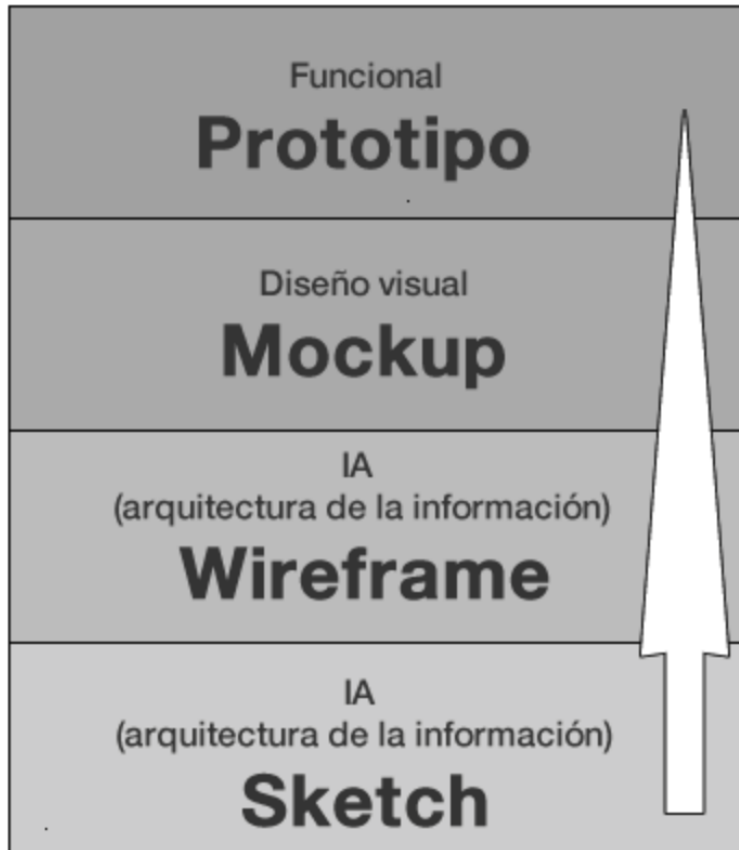 Funcional
Prototipo
Diseño visual
Mockup
IA
(arquitectura de la información)
Wireframe
IA
(arquitectura de la información)
Sketch